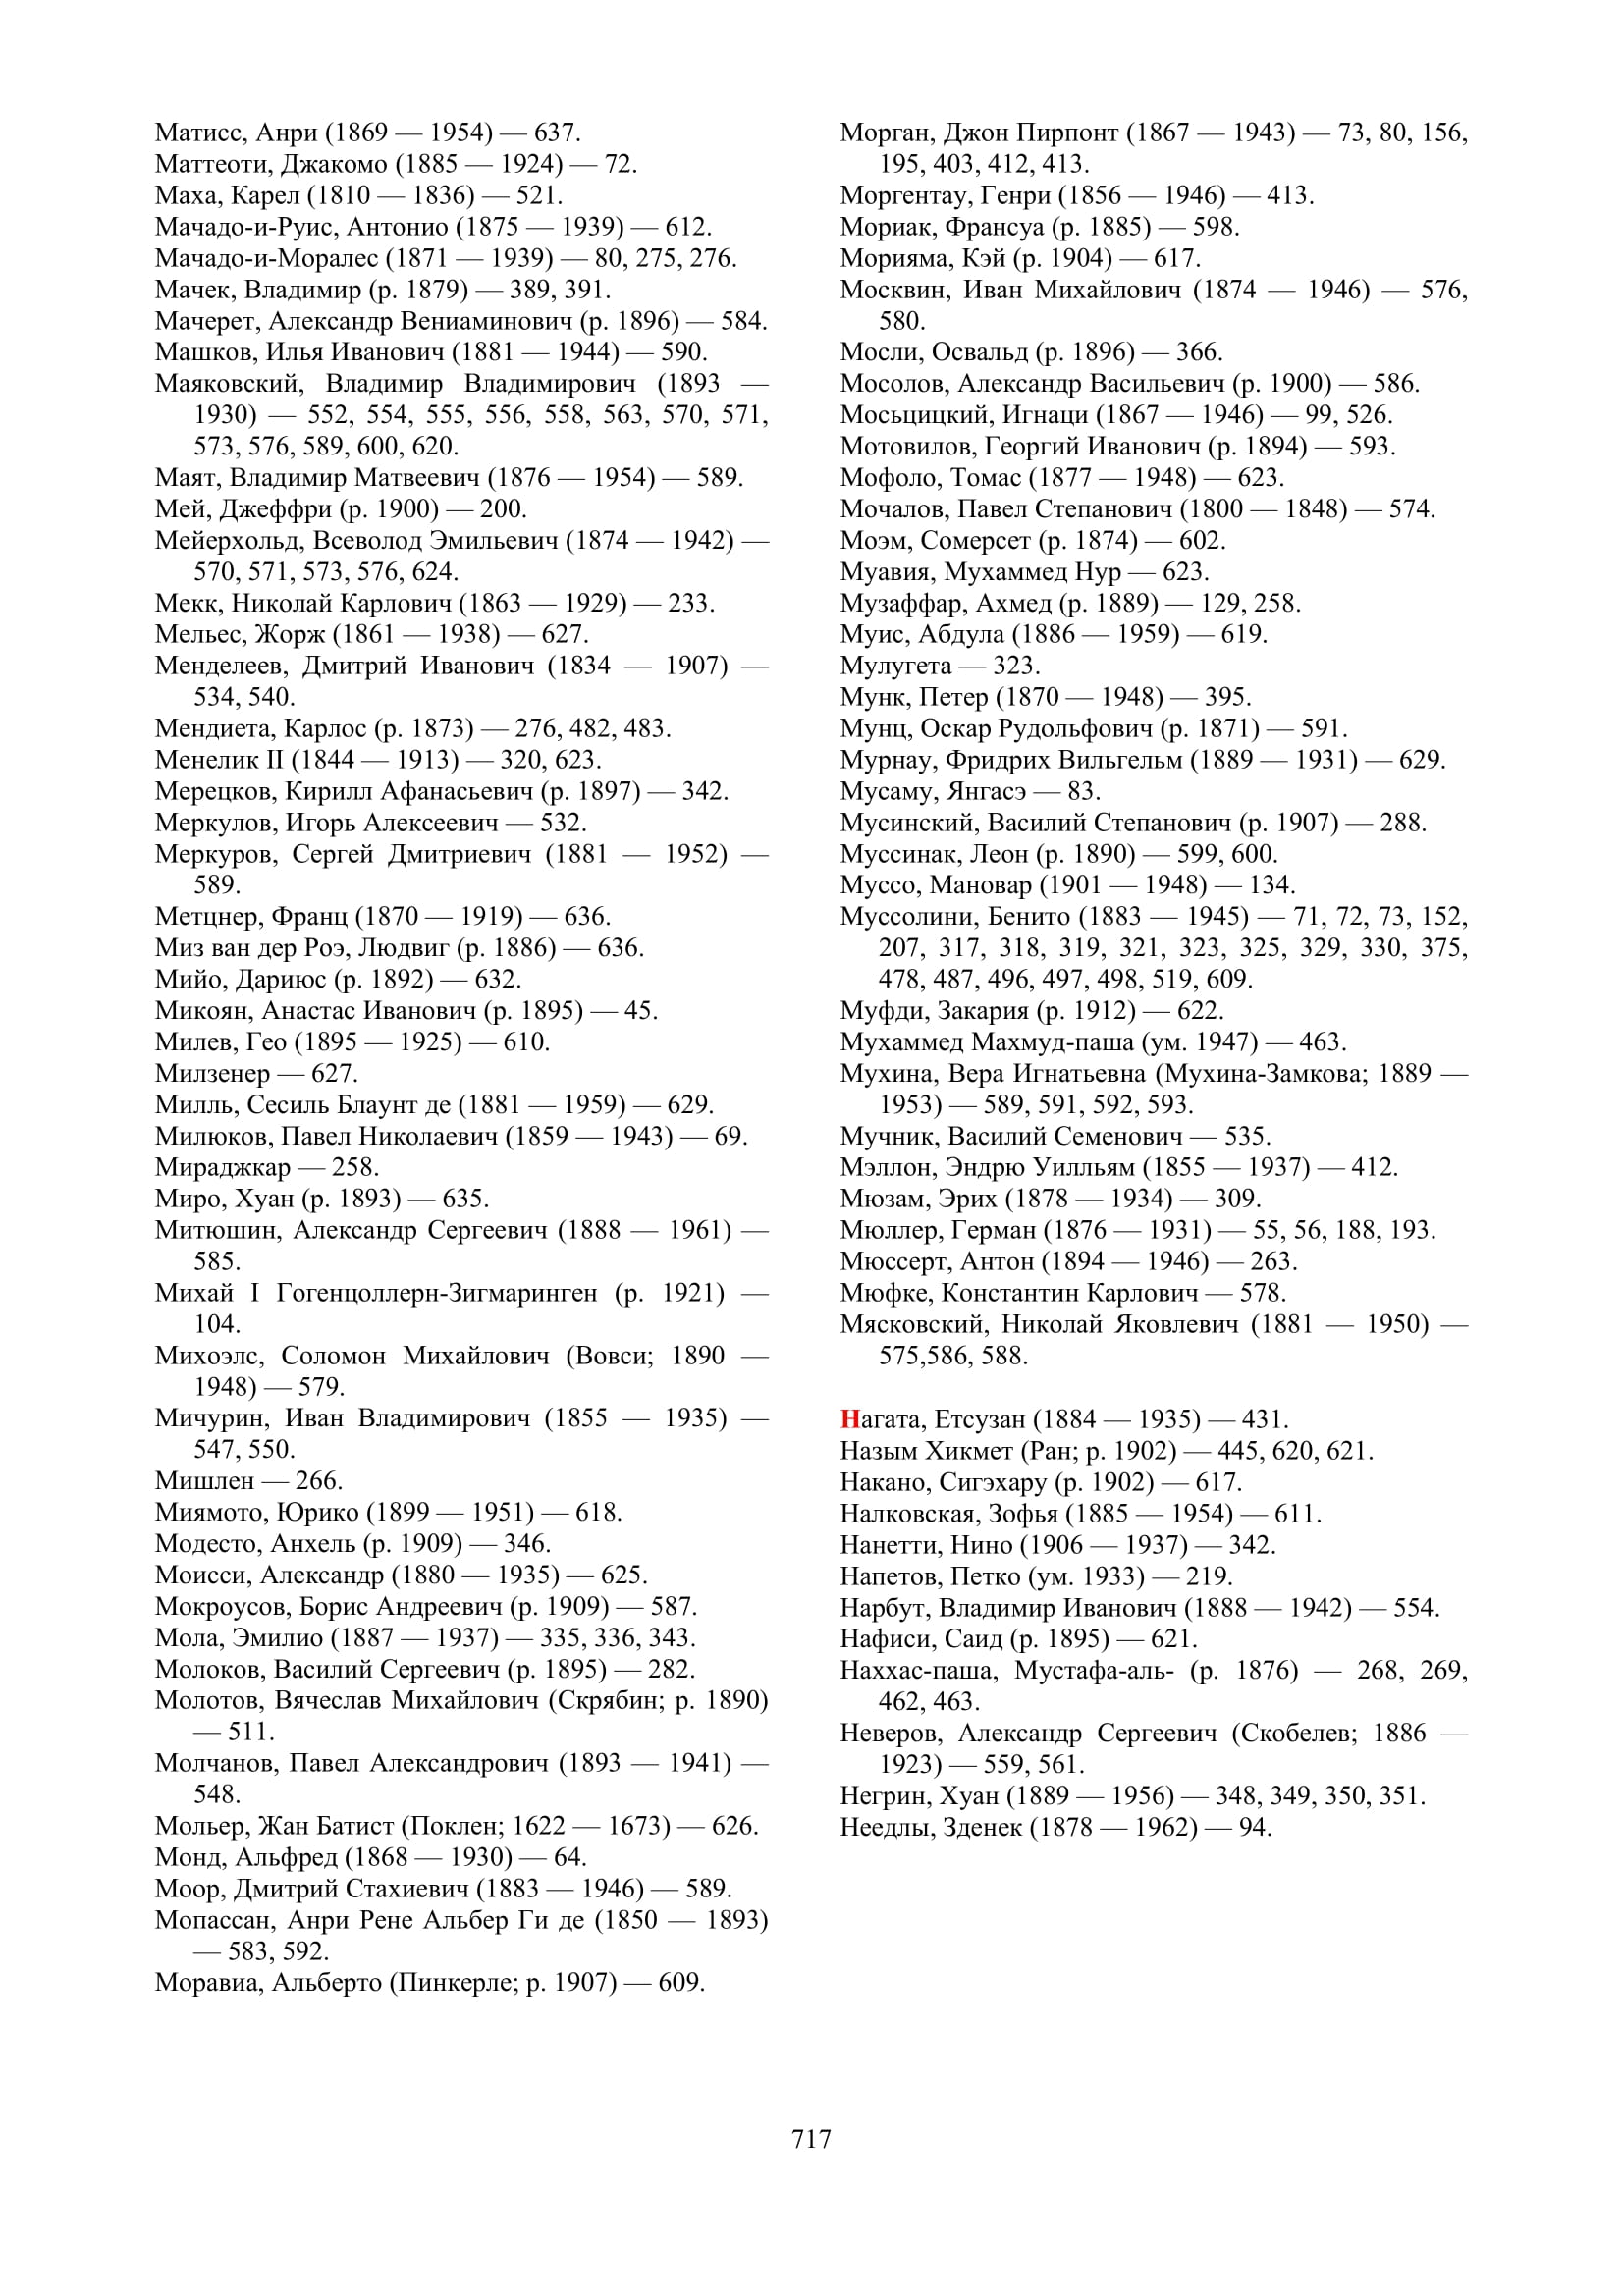 Матисс, Анри (1869 — 1954) — 637.
Маттеоти, Джакомо (1885 — 1924) — 72.
Маха, Карел (1810 — 1836) — 521.
Мачадо-и-Руис, Антонио (1875 — 1939) — 612.
Мачадо-и-Моралес (1871 — 1939) — 80, 275, 276.
Мачек, Владимир (р. 1879) — 389, 391.
Мачерет, Александр Вениаминович (р. 1896) — 584.
Машков, Илья Иванович (1881 — 1944) — 590.
Маяковский, Владимир Владимирович (1893 —
1930) — 552, 554, 555, 556, 558, 563, 570, 571,
573, 576, 589, 600, 620.
Маят, Владимир Матвеевич (1876 — 1954) — 589.
Мей, Джеффри (р. 1900) — 200.
Мейерхольд, Всеволод Эмильевич (1874 — 1942) —
570, 571, 573, 576, 624.
Мекк, Николай Карлович (1863 — 1929) — 233.
Мельес, Жорж (1861 — 1938) — 627.
Менделеев, Дмитрий Иванович (1834 — 1907) —
534, 540.
Мендиета, Карлос (р. 1873) — 276, 482, 483.
Менелик II (1844 — 1913) — 320, 623.
Мерецков, Кирилл Афанасьевич (р. 1897) — 342.
Меркулов, Игорь Алексеевич — 532.
Меркуров, Сергей Дмитриевич (1881 — 1952) —
589.
Метцнер, Франц (1870 — 1919) — 636.
Миз ван дер Роэ, Людвиг (р. 1886) — 636.
Мийо, Дариюс (р. 1892) — 632.
Микоян, Анастас Иванович (р. 1895) — 45.
Милев, Гео (1895 — 1925) — 610.
Милзенер — 627.
Милль, Сесиль Блаунт де (1881 — 1959) — 629.
Милюков, Павел Николаевич (1859 — 1943) — 69.
Мираджкар — 258.
Миро, Хуан (р. 1893) — 635.
Митюшин, Александр Сергеевич (1888 — 1961) —
585.
Михай I Гогенцоллерн-Зигмаринген (р. 1921) —
104.
Михоэлс, Соломон Михайлович (Вовси; 1890 —
1948) — 579.
Мичурин, Иван Владимирович (1855 — 1935) —
547, 550.
Мишлен — 266.
Миямото, Юрико (1899 — 1951) — 618.
Модесто, Анхель (р. 1909) — 346.
Моисси, Александр (1880 — 1935) — 625.
Мокроусов, Борис Андреевич (р. 1909) — 587.
Мола, Эмилио (1887 — 1937) — 335, 336, 343.
Молоков, Василий Сергеевич (р. 1895) — 282.
Молотов, Вячеслав Михайлович (Скрябин; р. 1890)
— 511.
Молчанов, Павел Александрович (1893 — 1941) —
548.
Мольер, Жан Батист (Поклен; 1622 — 1673) — 626.
Монд, Альфред (1868 — 1930) — 64.
Моор, Дмитрий Стахиевич (1883 — 1946) — 589.
Мопассан, Анри Рене Альбер Ги де (1850 — 1893)
— 583, 592.
Моравиа, Альберто (Пинкерле; р. 1907) — 609.
Морган, Джон Пирпонт (1867 — 1943) — 73, 80, 156,
195, 403, 412, 413.
Моргентау, Генри (1856 — 1946) — 413.
Мориак, Франсуа (р. 1885) — 598.
Морияма, Кэй (р. 1904) — 617.
Москвин, Иван Михайлович (1874 — 1946) — 576,
580.
Мосли, Освальд (р. 1896) — 366.
Мосолов, Александр Васильевич (р. 1900) — 586.
Мосьцицкий, Игнаци (1867 — 1946) — 99, 526.
Мотовилов, Георгий Иванович (р. 1894) — 593.
Мофоло, Томас (1877 — 1948) — 623.
Мочалов, Павел Степанович (1800 — 1848) — 574.
Моэм, Сомерсет (р. 1874) — 602.
Муавия, Мухаммед Нур — 623.
Музаффар, Ахмед (р. 1889) — 129, 258.
Муис, Абдула (1886 — 1959) — 619.
Мулугета — 323.
Мунк, Петер (1870 — 1948) — 395.
Мунц, Оскар Рудольфович (р. 1871) — 591.
Мурнау, Фридрих Вильгельм (1889 — 1931) — 629.
Мусаму, Янгасэ — 83.
Мусинский, Василий Степанович (р. 1907) — 288.
Муссинак, Леон (р. 1890) — 599, 600.
Муссо, Мановар (1901 — 1948) — 134.
Муссолини, Бенито (1883 — 1945) — 71, 72, 73, 152,
207, 317, 318, 319, 321, 323, 325, 329, 330, 375,
478, 487, 496, 497, 498, 519, 609.
Муфди, Закария (р. 1912) — 622.
Мухаммед Махмуд-паша (ум. 1947) — 463.
Мухина, Вера Игнатьевна (Мухина-Замкова; 1889 —
1953) — 589, 591, 592, 593.
Мучник, Василий Семенович — 535.
Мэллон, Эндрю Уилльям (1855 — 1937) — 412.
Мюзам, Эрих (1878 — 1934) — 309.
Мюллер, Герман (1876 — 1931) — 55, 56, 188, 193.
Мюссерт, Антон (1894 — 1946) — 263.
Мюфке, Константин Карлович — 578.
Мясковский, Николай Яковлевич (1881 — 1950) —
575,586, 588.
Нагата, Етсузан (1884 — 1935) — 431.
Назым Хикмет (Ран; р. 1902) — 445, 620, 621.
Накано, Сигэхару (р. 1902) — 617.
Налковская, Зофья (1885 — 1954) — 611.
Нанетти, Нино (1906 — 1937) — 342.
Напетов, Петко (ум. 1933) — 219.
Нарбут, Владимир Иванович (1888 — 1942) — 554.
Нафиси, Саид (р. 1895) — 621.
Наххас-паша, Мустафа-аль- (р. 1876) — 268, 269,
462, 463.
Неверов, Александр Сергеевич (Скобелев; 1886 —
1923) — 559, 561.
Негрин, Хуан (1889 — 1956) — 348, 349, 350, 351.
Неедлы, Зденек (1878 — 1962) — 94.
717